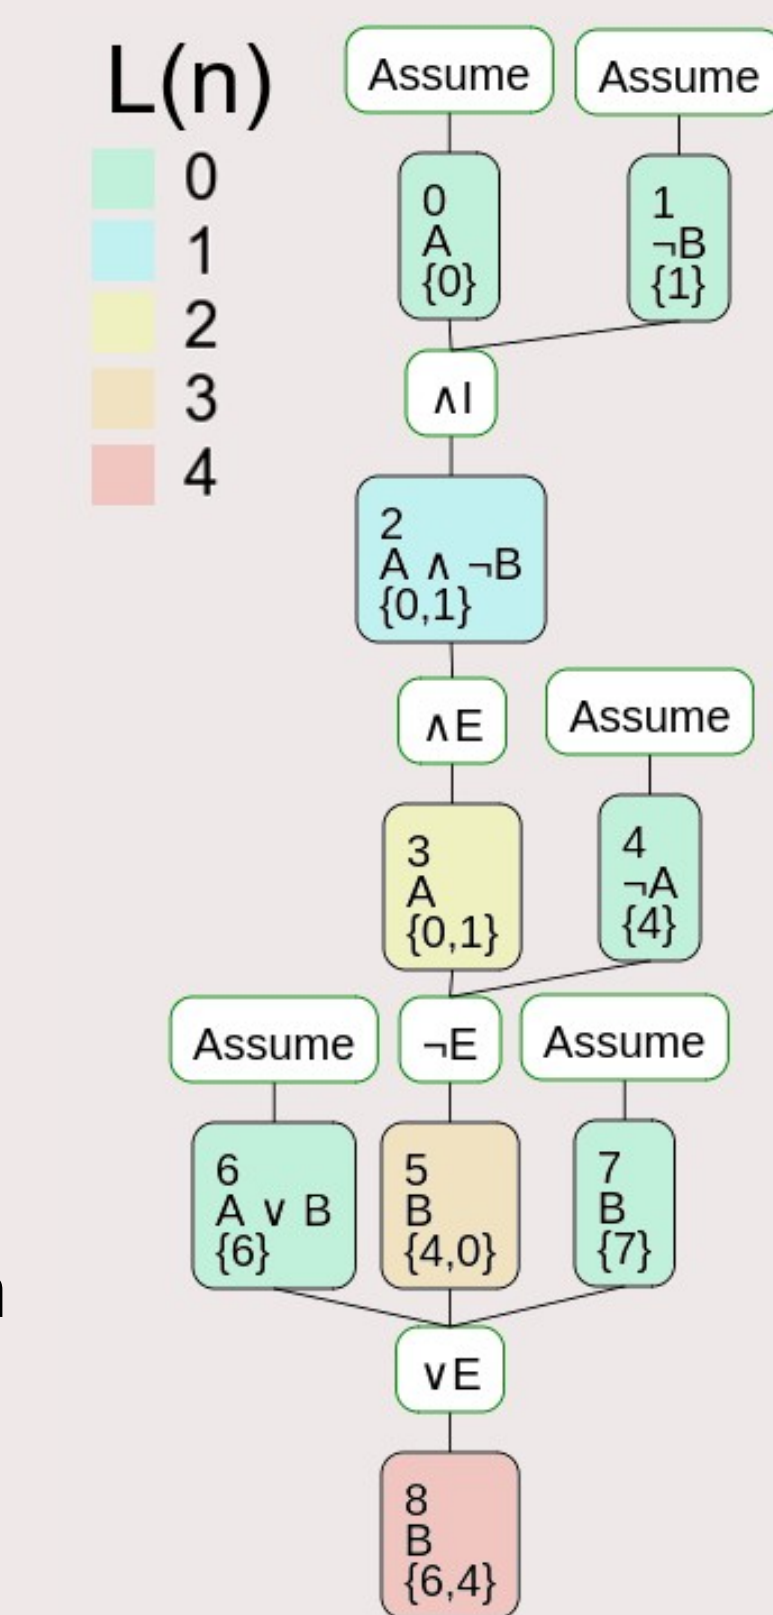 L(n)
0
1
2
3
4
Assume
Assume
0
A
{0}
1
¬B
{1}
∧I
2
A ∧ ¬B
{0,1}
∧E
Assume
3
A
{0,1}
4
¬A
{4}
Assume
¬E
Assume
6
A ∨ B
{6}
5
B
{4,0}
7
B
{7}
∨E
8
B
{6,4}